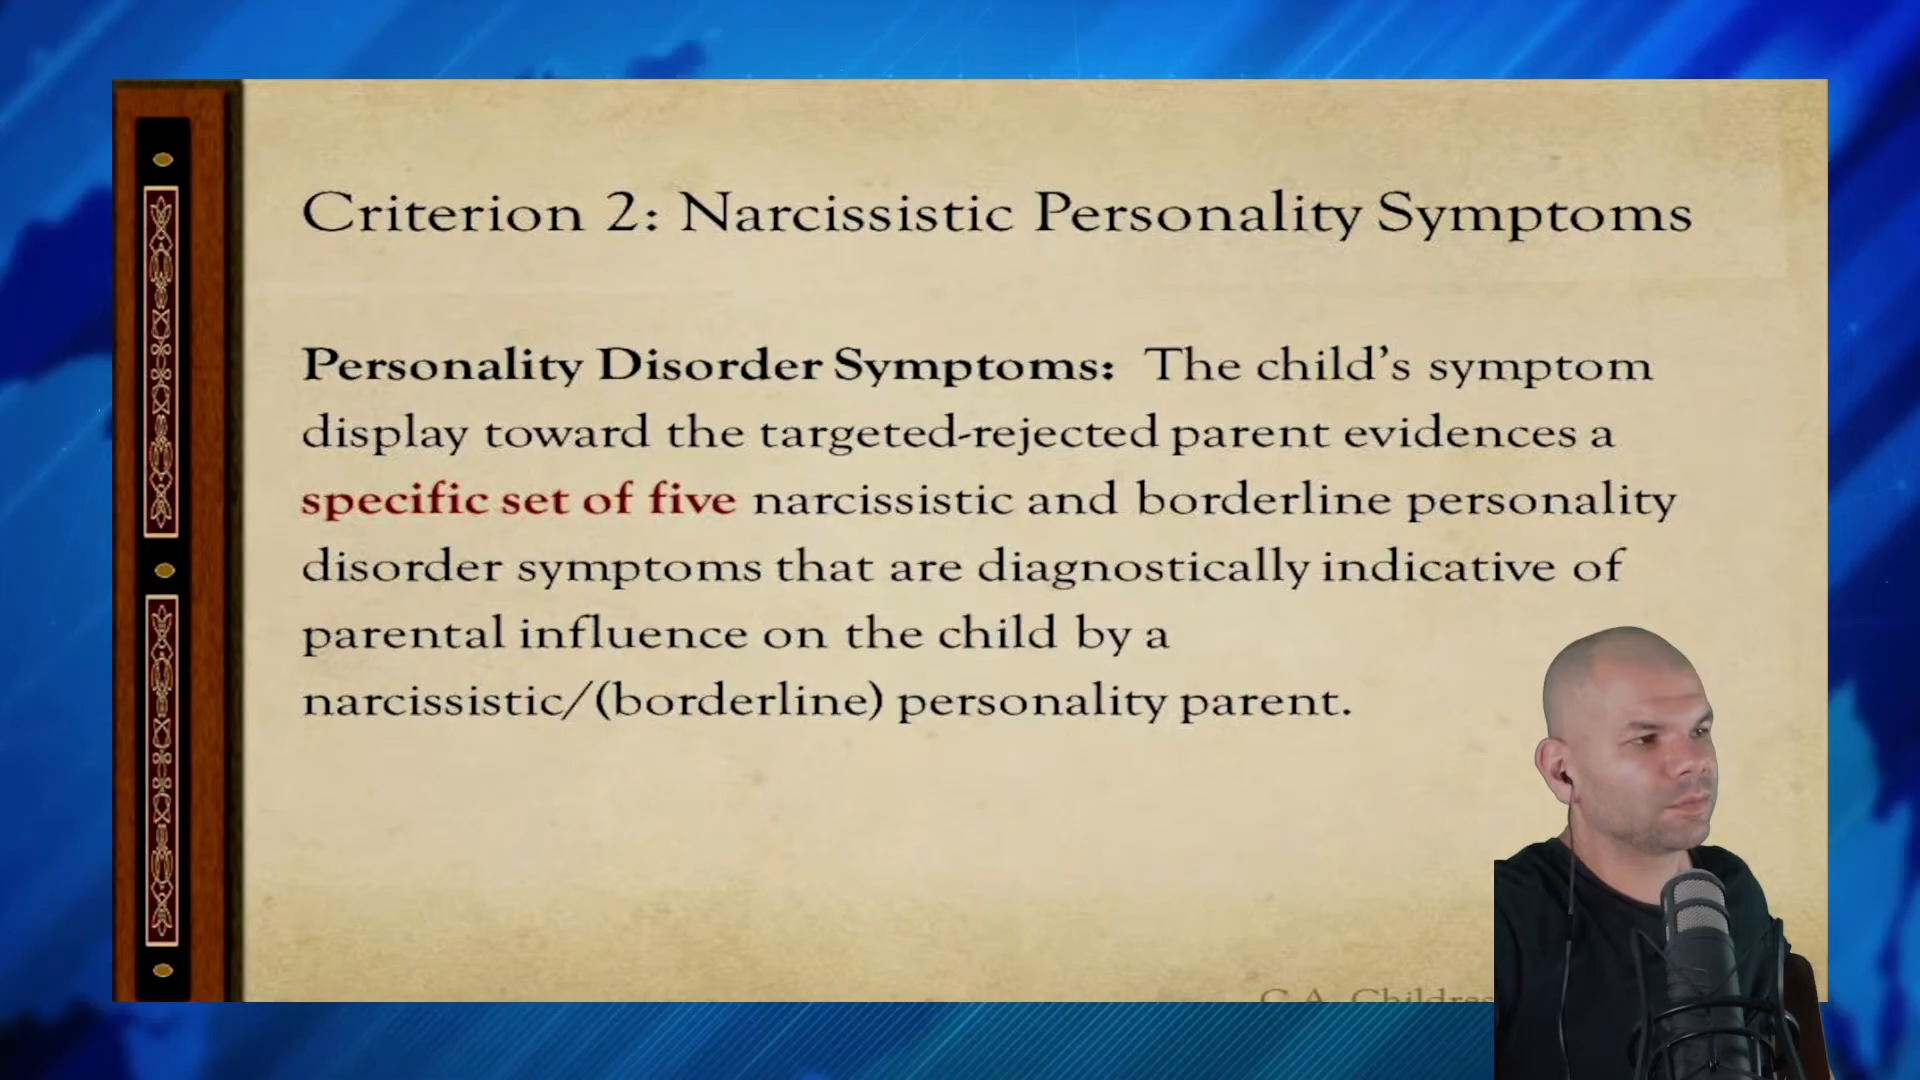 Criterion 2: Narcissistic Personality Symptoms
Personality Disorder Symptoms: The child’s symptom
display toward the targeted-rejected parent evidences a
specific set of five narcissistic and borderline personality
disorder symptoms that are diagnostically indicative of
parental influence on the child by a
narcissistic/(borderline) personality parent.
C.A.